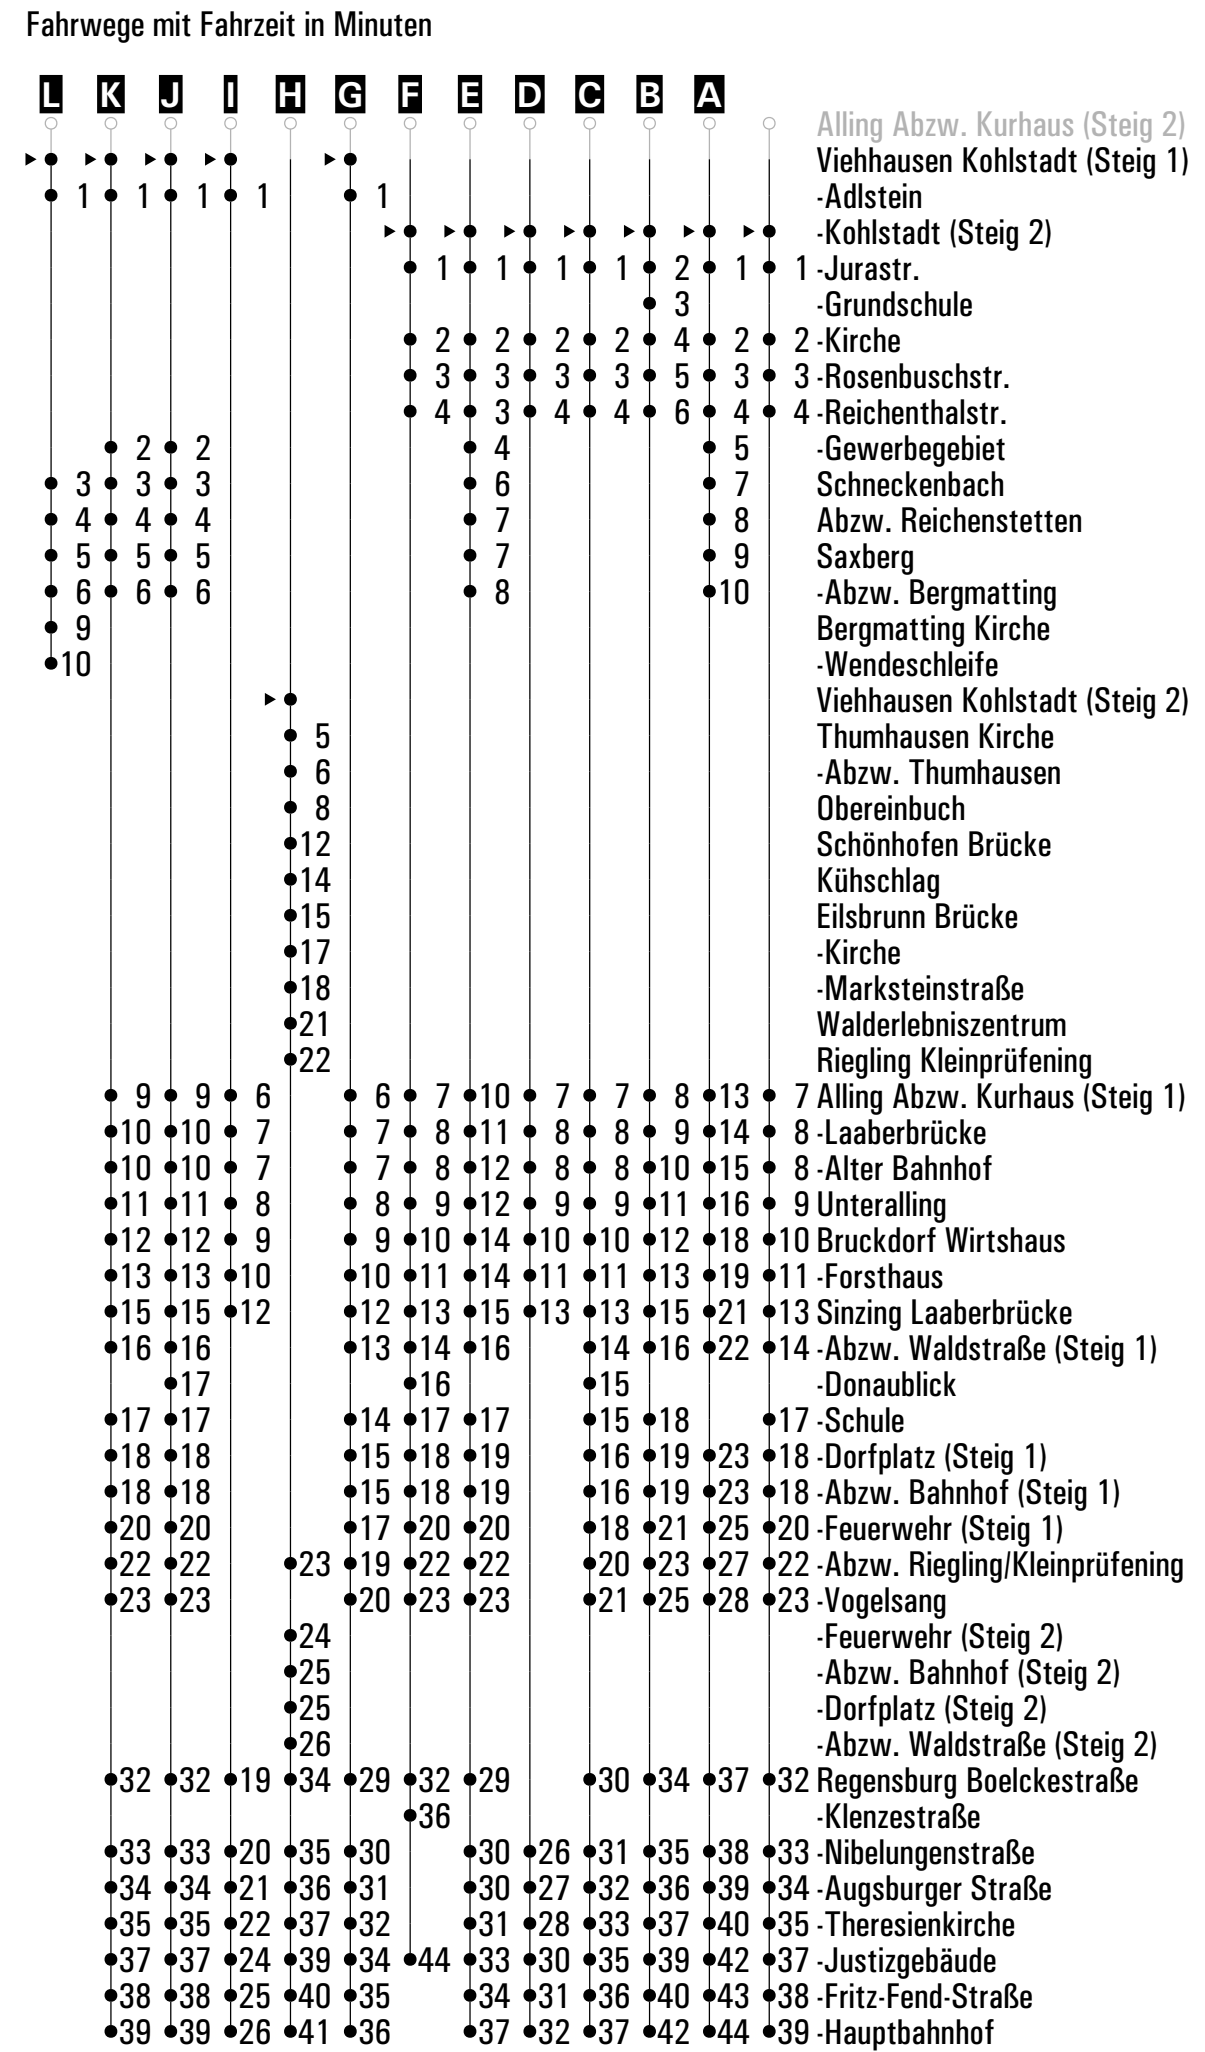 Fahrwege mit Fahrzeit in Minuten
L K J I H G F E D C B A
Alling Abzw. Kurhaus (Steig 2)
Viehhausen Kohlstadt (Steig 1)
1 1 1 1 1 -Adlstein
-Kohlstadt (Steig 2)
1 1 1 1 2 1 1 -Jurastr.
3 -Grundschule
2 2 2 2 4 2 2 -Kirche
3 3 3 3 5 3 3 -Rosenbuschstr.
4 3 4 4 6 4 4 -Reichenthalstr.
2 2 4 5 -Gewerbegebiet
3 3 3 6 7 Schneckenbach
4 4 4 7 8 Abzw. Reichenstetten
5 5 5 7 9 Saxberg
6 6 6 8 10 -Abzw. Bergmatting
9 Bergmatting Kirche
10 -Wendeschleife
Viehhausen Kohlstadt (Steig 2)
5 Thumhausen Kirche
6 -Abzw. Thumhausen
8 Obereinbuch
12 Schönhofen Brücke
14 Kühschlag
15 Eilsbrunn Brücke
17 -Kirche
18 -Marksteinstraße
21 Walderlebniszentrum
22 Riegling Kleinprüfening
9 9 6 6 7 10 7 7 8 13 7 Alling Abzw. Kurhaus (Steig 1)
10 10 7 7 8 11 8 8 9 14 8 -Laaberbrücke
10 10 7 7 8 12 8 8 10 15 8 -Alter Bahnhof
11 11 8 8 9 12 9 9 11 16 9 Unteralling
12 12 9 9 10 14 10 10 12 18 10 Bruckdorf Wirtshaus
13 13 10 10 11 14 11 11 13 19 11 -Forsthaus
15 15 12 12 13 15 13 13 15 21 13 Sinzing Laaberbrücke
16 16 13 14 16 14 16 22 14 -Abzw. Waldstraße (Steig 1)
17 16 15 -Donaublick
17 17 14 17 17 15 18 17 -Schule
18 18 15 18 19 16 19 23 18 -Dorfplatz (Steig 1)
18 18 15 18 19 16 19 23 18 -Abzw. Bahnhof (Steig 1)
20 20 17 20 20 18 21 25 20 -Feuerwehr (Steig 1)
22 22 23 19 22 22 20 23 27 22 -Abzw. Riegling/Kleinprüfening
23 23 20 23 23 21 25 28 23 -Vogelsang
24 -Feuerwehr (Steig 2)
25 -Abzw. Bahnhof (Steig 2)
25 -Dorfplatz (Steig 2)
26 -Abzw. Waldstraße (Steig 2)
32 32 19 34 29 32 29 30 34 37 32 Regensburg Boelckestraße
36 -Klenzestraße
33 33 20 35 30 30 26 31 35 38 33 -Nibelungenstraße
34 34 21 36 31 30 27 32 36 39 34 -Augsburger Straße
35 35 22 37 32 31 28 33 37 40 35 -Theresienkirche
37 37 24 39 34 44 33 30 35 39 42 37 -Justizgebäude
38 38 25 40 35 34 31 36 40 43 38 -Fritz-Fend-Straße
39 39 26 41 36 37 32 37 42 44 39 -Hauptbahnhof